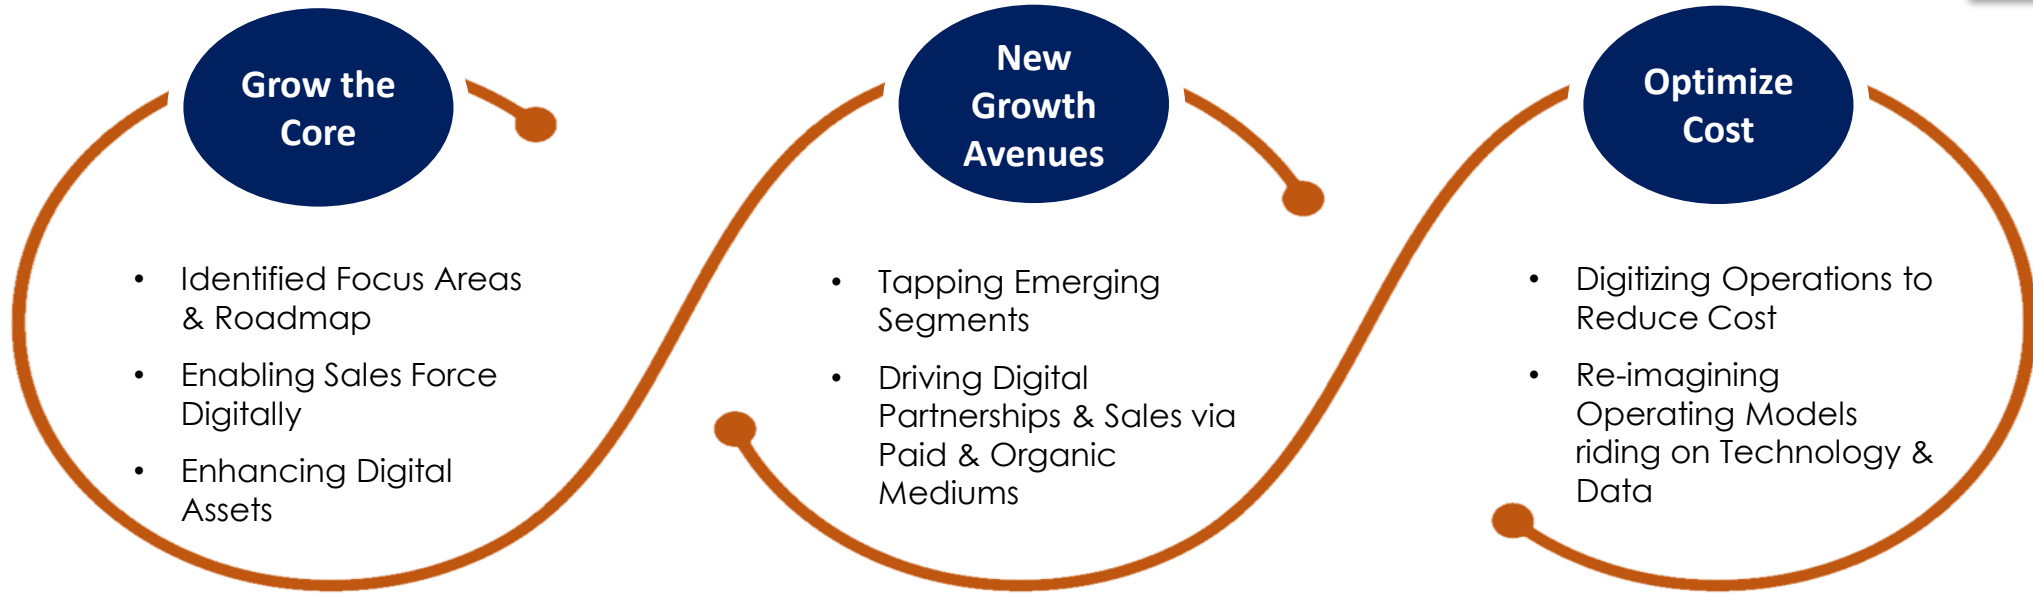 Grow the
Core
• Identified Focus Areas
& Roadmap
• Enabling Sales Force
Digitally
• Enhancing Digital
Assets
New
Growth
Avenues
• Tapping Emerging
Segments
• Driving Digital
Partnerships & Sales via
Paid & Organic
Mediums
Optimize
Cost
• Digitizing Operations to
Reduce Cost
• Re-imagining
Operating Models
riding on Technology &
Data